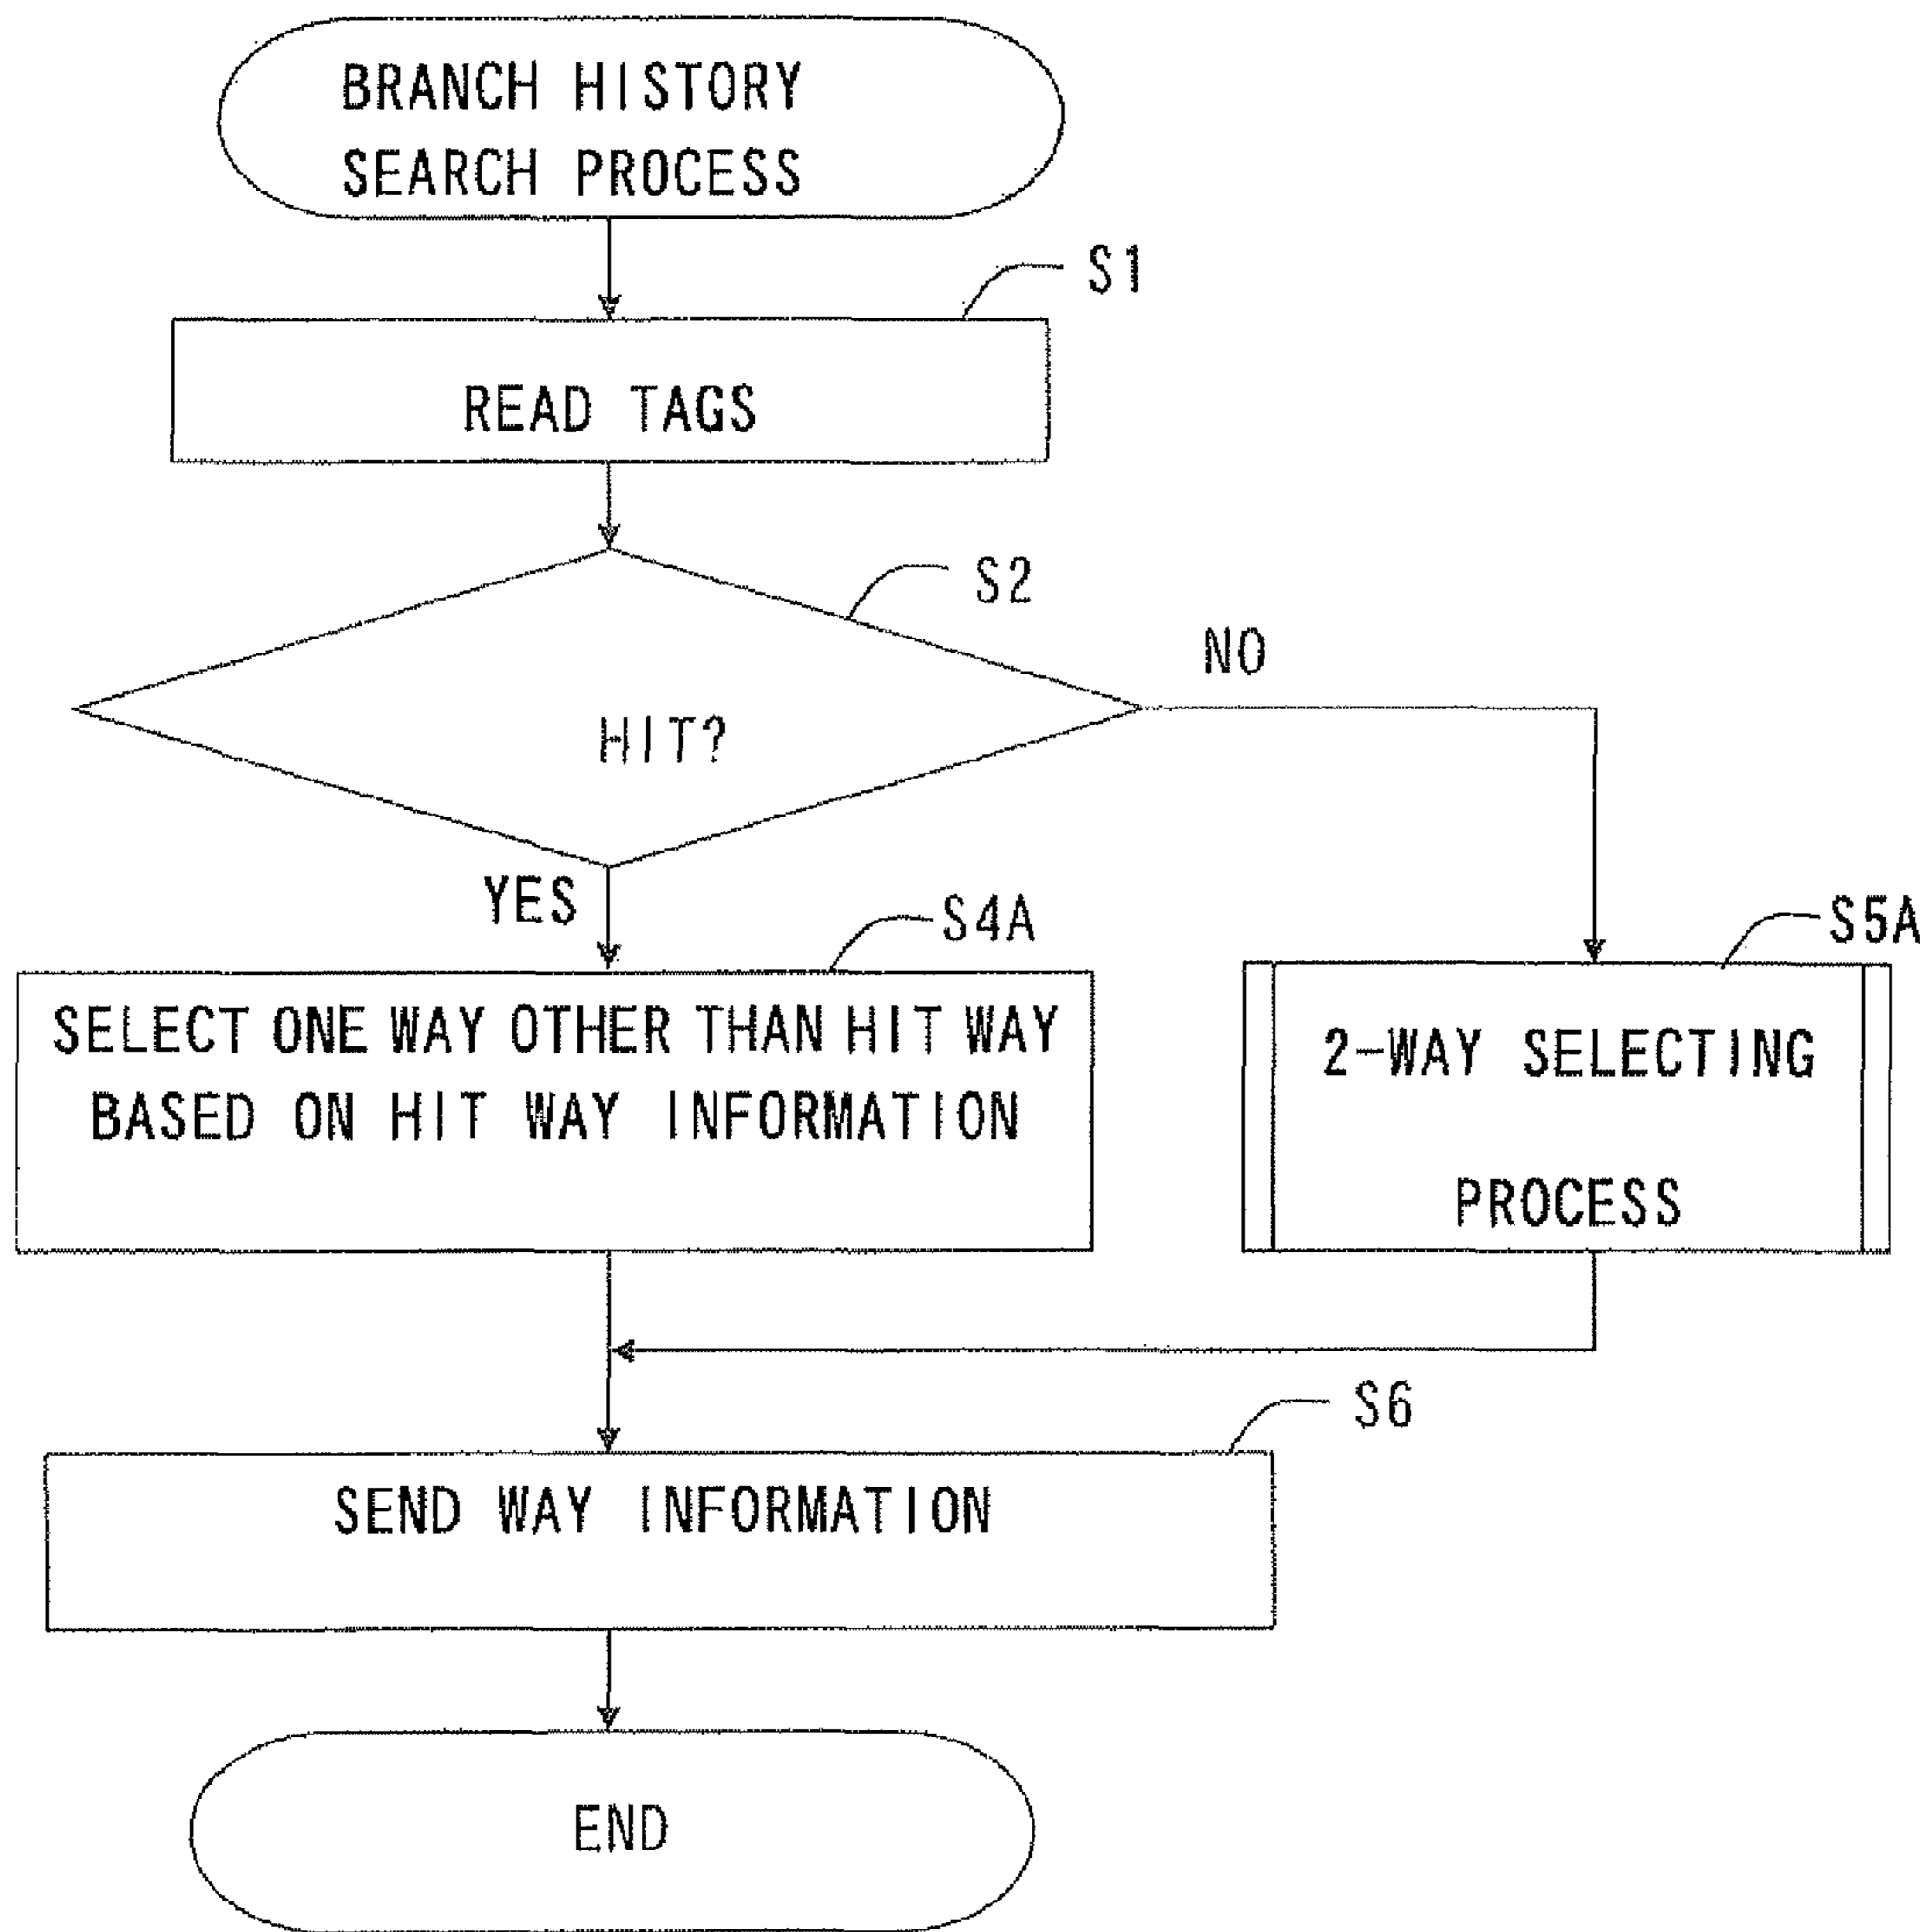 BRANCH HISTORY
SEARCH PROCESS
S1
READ TAGS
S2
NO
HIT?
YES
S4A
S5A
SELECT ONE WAY OTHER THAN HIT WAY
BASED ON HIT WAY INFORMATION
2-WAY SELECTING
PROCESS
S6
SEND WAY INFORMATION
END